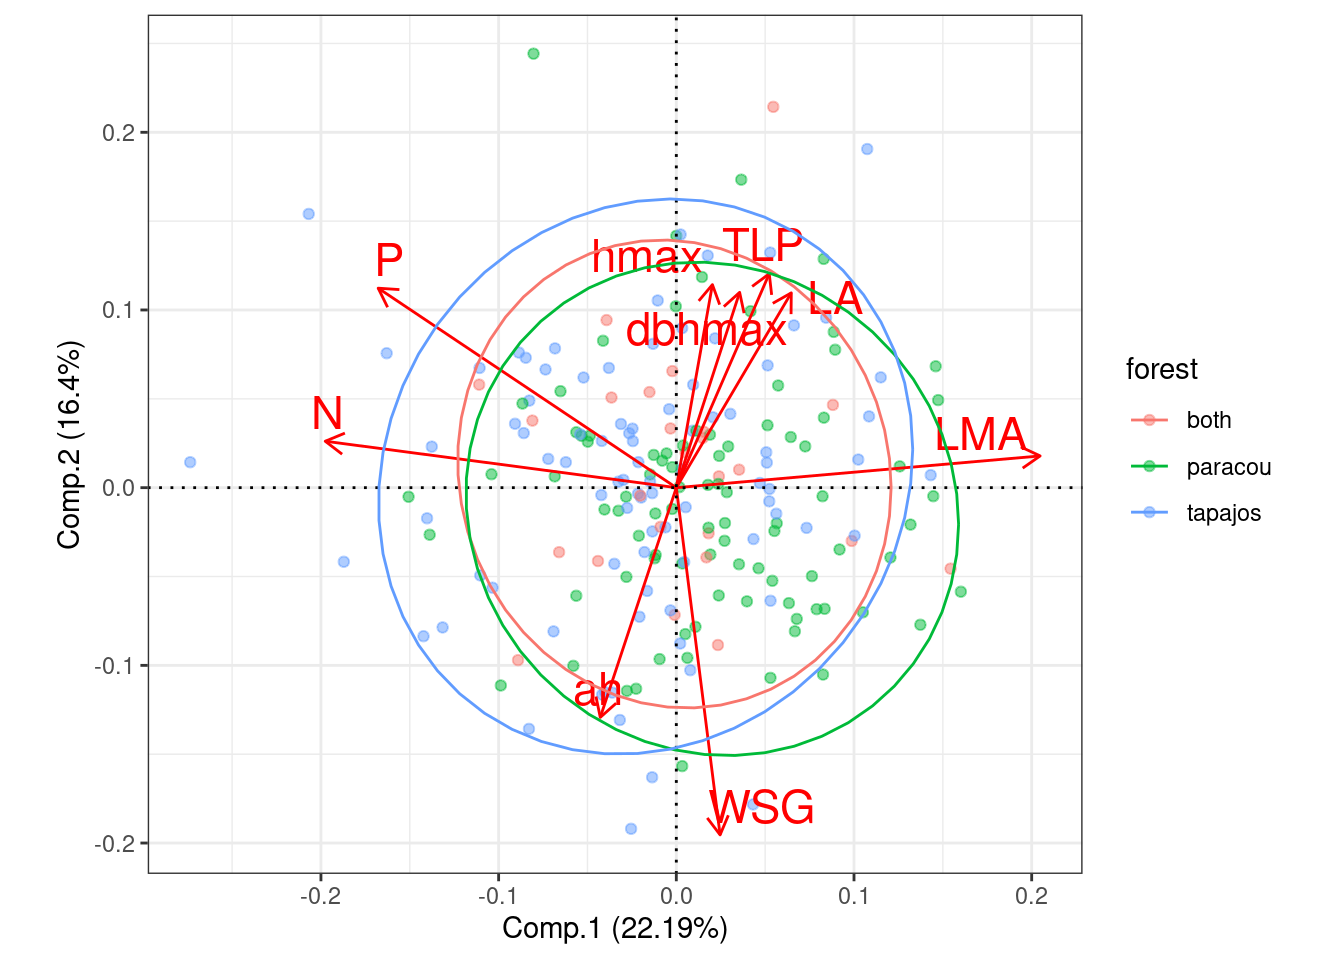 0.2
0.1
0.0
-0.1
-0.2
Comp.2 (16.4%)
P
hmax
TLP
LA
dbhmax
N
LMA
ah
WSG
-0.2
-0.1
0.0
0.1
0.2
Comp.1 (22.19%)
forest
both
paracou
tapajos